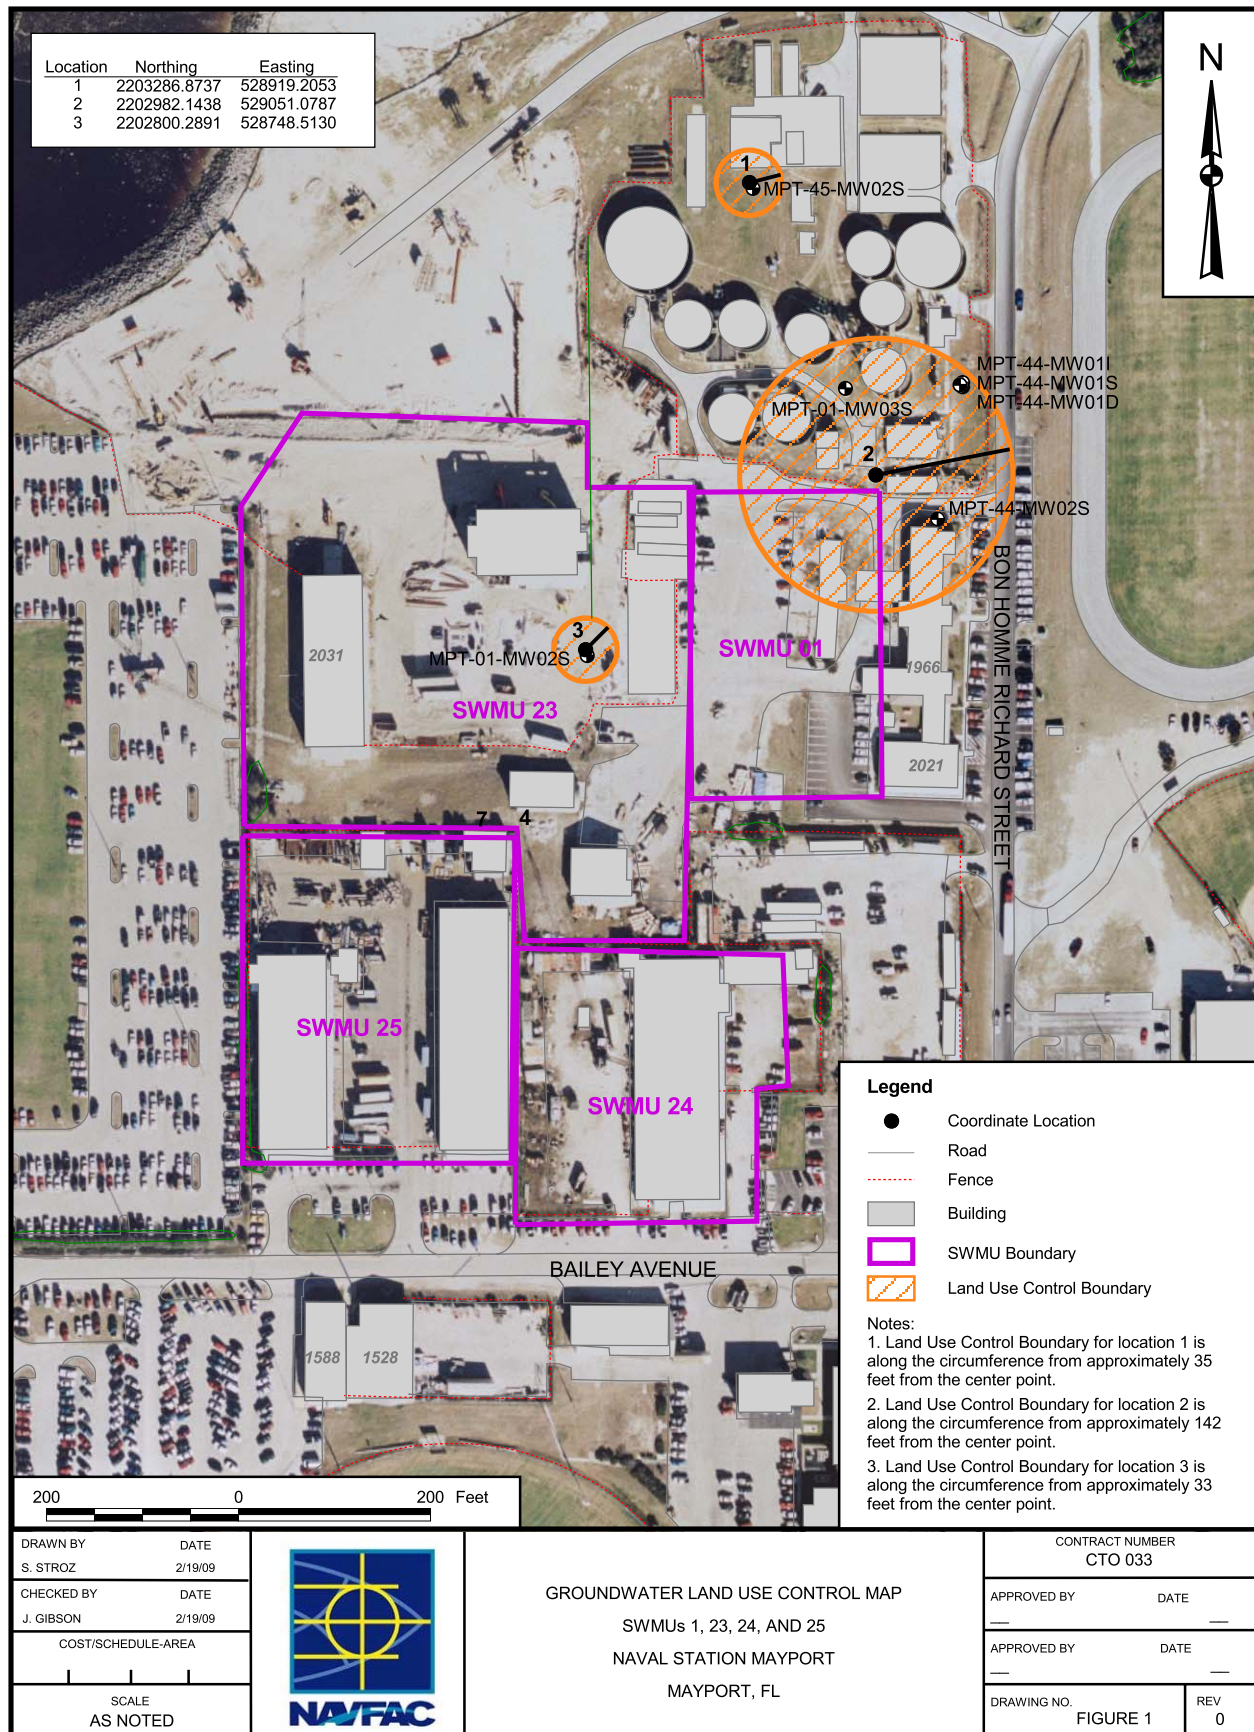 Location Northing Easting
1 2203286.8737 528919.2053
2 2202982.1438 529051.0787
3 2202800.2891 528748.5130
N
1
MPT-45-MW02S
MPT-44-MW01I
MPT-44-MW01S
MPT-44-MW01D
MPT-01-MW03S
2
MPT-44-MW02S
BON HOMME RICHARD STREET
3
MPT-01-MW02S
2031
SWMU 01
1966
SWMU 23
2021
7 4
SWMU 25
SWMU 24
BAILEY AVENUE
1588 1528
Legend
Coordinate Location
Road
Fence
Building
SWMU Boundary
Land Use Control Boundary
Notes:
1. Land Use Control Boundary for location 1 is
along the circumference from approximately 35
feet from the center point.
2. Land Use Control Boundary for location 2 is
along the circumference from approximately 142
feet from the center point.
3. Land Use Control Boundary for location 3 is
along the circumference from approximately 33
feet from the center point.
200 0 200 Feet
DRAWN BY DATE
S. STROZ 2/19/09
CHECKED BY DATE
J. GIBSON 2/19/09
COST/SCHEDULE-AREA
SCALE
AS NOTED
NAVFAC
GROUNDWATER LAND USE CONTROL MAP
SWMUs 1, 23, 24, AND 25
NAVAL STATION MAYPORT
MAYPORT, FL
CONTRACT NUMBER
CTO 033
APPROVED BY DATE
__ __
APPROVED BY DATE
__ __
DRAWING NO.
FIGURE 1
REV
0